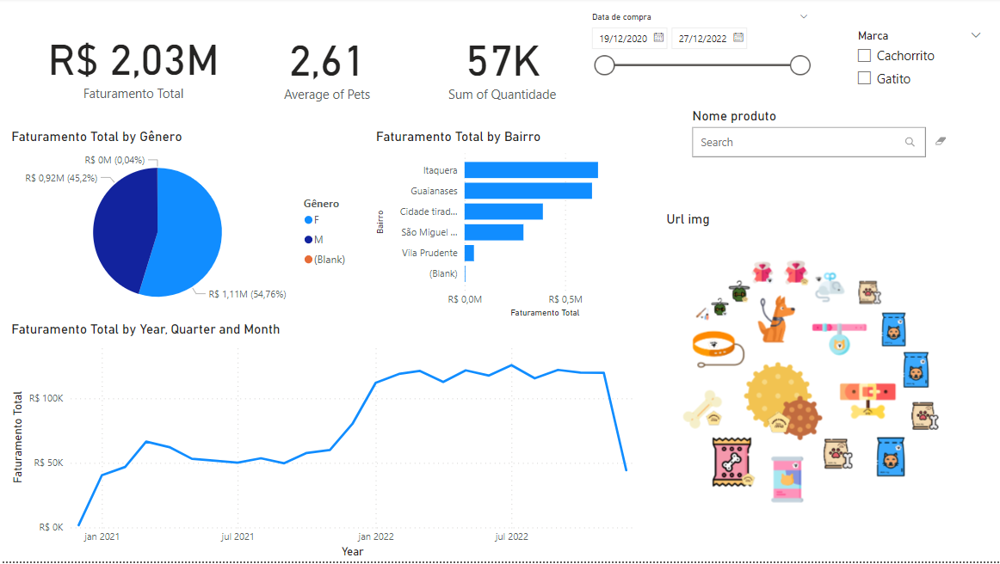 R$ 2,03M
Faturamento Total
2,61
Average of Pets
57K
Sum of Quantidade
Data de compra
19/12/2020
27/12/2022
Marca
Cachorrito
Gatito
Nome produto
Search
Faturamento Total by Gênero
R$ 0M (0,04%)
R$ 0,92M (45,2%)
R$ 1,11M (54,76%)
Gênero
F
M
(Blank)
Faturamento Total by Bairro
Bairro
Itaquera
Guaianases
Cidade tirad...
São Miguel ...
Vila Prudente
(Blank)
R$ 0,0M
R$ 0,5M
Faturamento Total
Url img
Faturamento Total by Year, Quarter and Month
Faturamento Total
R$ 100K
R$ 50K
R$ 0K
jan 2021
jul 2021
jan 2022
jul 2022
Year